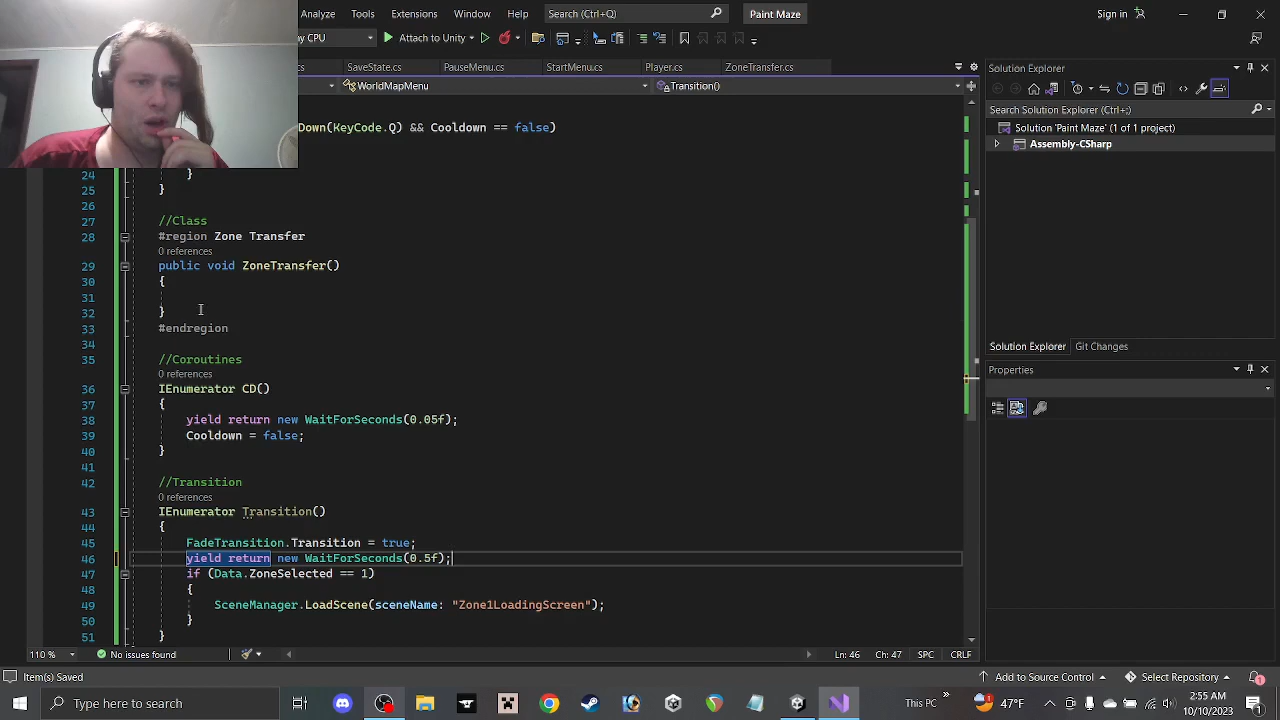 Analyze Tools Extensions Window Help Search (Ctrl+Q) Paint Maze Sign in
y CPU Attach to Unity
cs SaveState.cs PauseMenu.cs StartMenu.cs ZoneTransfer.cs
WorldMapMenu Transition()
Down(KeyCode.Q) && Cooldown == false)
24 }
25 }
26
27 //Class
28 #region Zone Transfer
0 references
29 public void ZoneTransfer()
30 {
31
32 }
33 #endregion
34
35 //Coroutines
0 references
36 IEnumerator CD()
37 {
38 yield return new WaitForSeconds(0.05f);
39 Cooldown = false;
40 }
41
42 //Transition
0 references
43 IEnumerator Transition()
44 {
45 FadeTransition.Transition = true;
46 yield return new WaitForSeconds(0.5f);
47 if (Data.ZoneSelected == 1)
48 {
49 SceneManager.LoadScene(sceneName: "Zone1LoadingScreen");
50 }
51 }
110 % No issues found Ln: 46 Ch: 47 SPC CRLF
Solution Explorer
Search Solution Explorer (Ctrl+;)
Solution 'Paint Maze' (1 of 1 project)
Assembly-CSharp
Solution Explorer Git Changes
Properties
Item(s) Saved Add to Source Control Select Repository 1
Type here to search This PC » 47°F 2:55 AM
10/10/2023